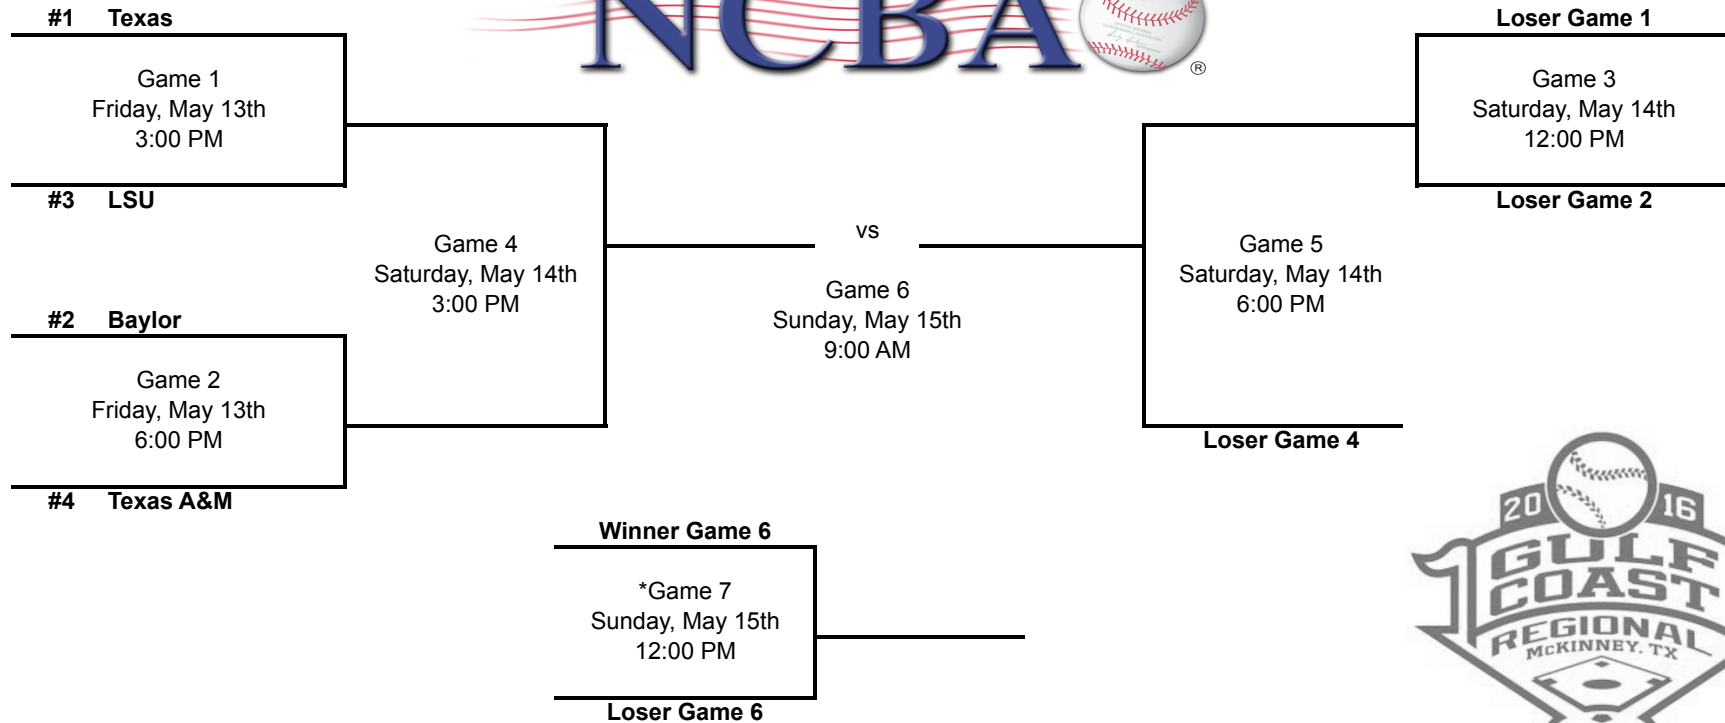 NCBA
®
#1 Texas
Game 1
Friday, May 13th
3:00 PM
#3 LSU
Game 4
Saturday, May 14th
3:00 PM
#2 Baylor
Game 2
Friday, May 13th
6:00 PM
#4 Texas A&M
vs
Game 6
Sunday, May 15th
9:00 AM
Loser Game 1
Game 3
Saturday, May 14th
12:00 PM
Loser Game 2
Game 5
Saturday, May 14th
6:00 PM
Loser Game 4
Winner Game 6
*Game 7
Sunday, May 15th
12:00 PM
Loser Game 6
20 16
GULF
COAST
REGIONAL
McKINNEY, TX